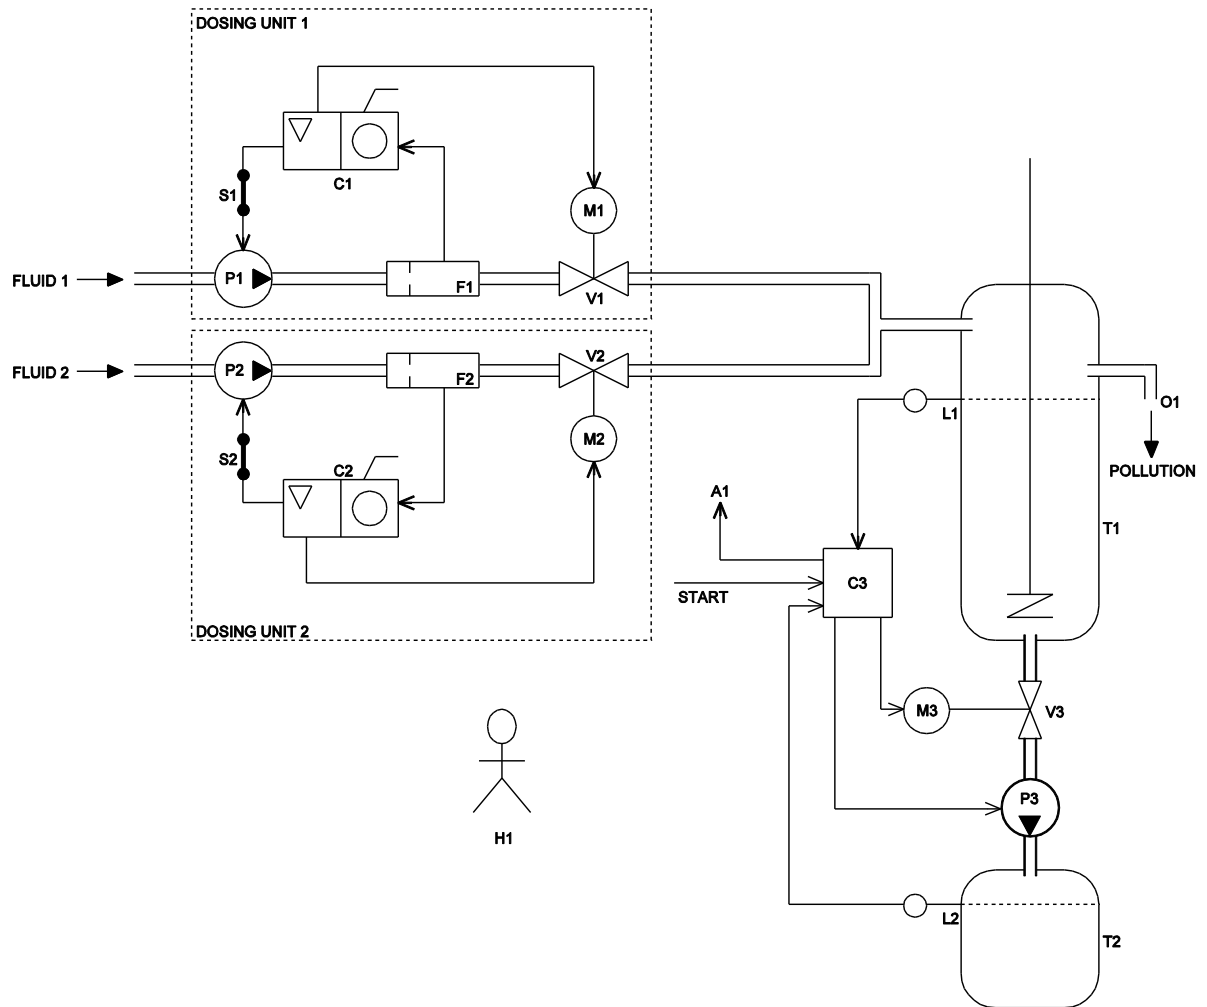 DOSING UNIT 1
C1
S1
M1
P1
F1
V1
FLUID 1
FLUID 2
P2
F2
V2
M2
S2
C2
DOSING UNIT 2
L1
O1
POLLUTION
A1
T1
C3
START
M3
V3
P3
H1
L2
T2